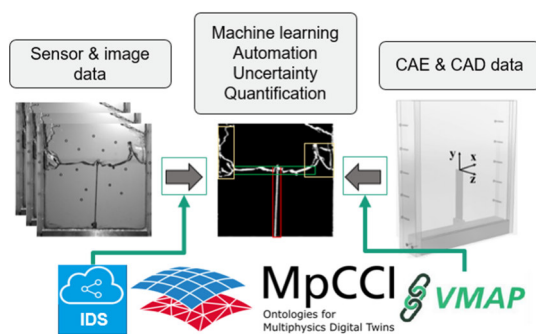 Sensor & image
data
Machine learning
Automation
Uncertainty
Quantification
CAE & CAD data
y
x
z
IDS
MpCCI
Ontologies for
Multiphysics Digital Twins
VMAP